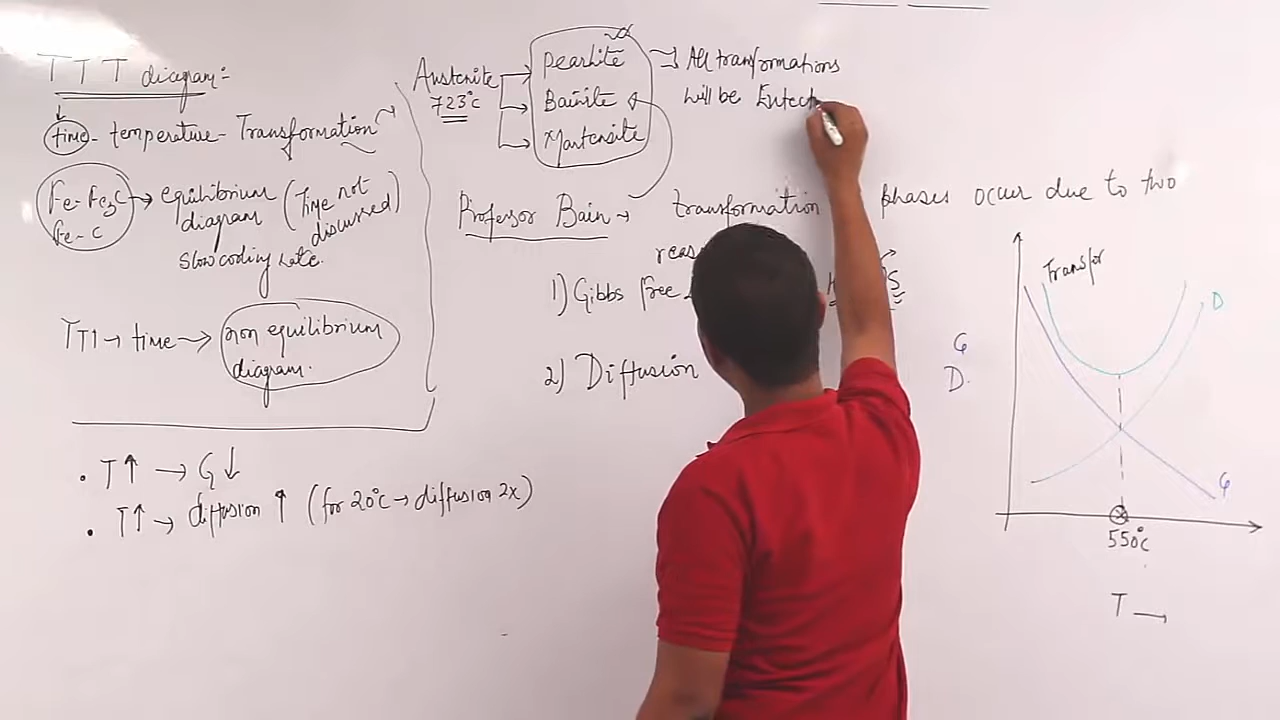 T T T diagram:-
time - temperature - Transformation
Fe - Fe3C → equilibrium diagram (Time not discussed)
Fe - C
slow cooling rate.
TTT → time → non equilibrium diagram.
• T↑ → G↓
• T↑ → diffusion ↑ (for 20°C → diffusion 2x)
Austenite
723°C
Pearlite
Bainite
Martensite
→ All transformations
will be Eutect
Professor Bain → transformation phases occur due to two
reas
1) Gibbs free H S
2) Diffusion
Transfor
D
G
D.
G
550°C
T →